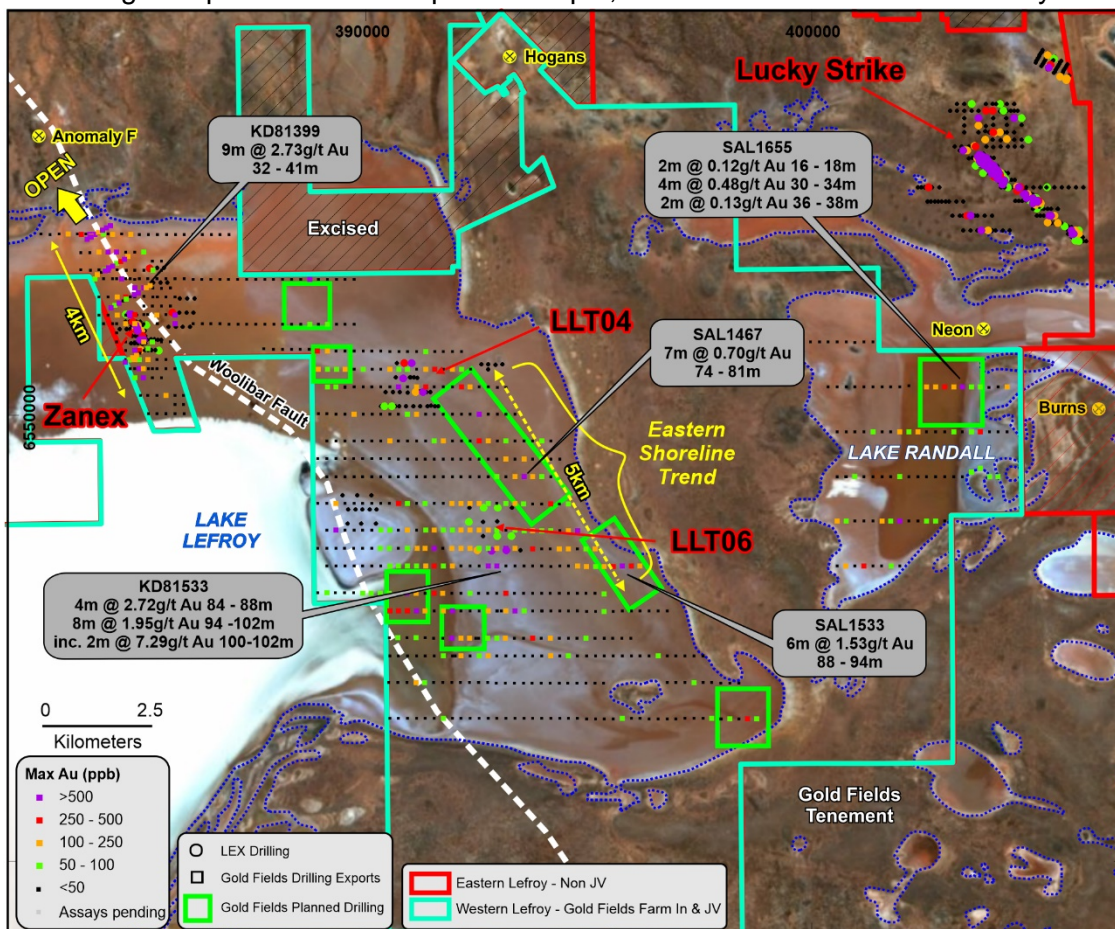 390000
400000
Hogans
Lucky Strike
Anomaly F
OPEN
KD81399
9m @ 2.73g/t Au
32 - 41m
SAL1655
2m @ 0.12g/t Au 16 - 18m
4m @ 0.48g/t Au 30 - 34m
2m @ 0.13g/t Au 36 - 38m
Excised
4km
LLT04
SAL1467
7m @ 0.70g/t Au
74 - 81m
Neon
Woolibar Fault
Zanex
6550000
Burns
Eastern
Shoreline
Trend
5km
LAKE RANDALL
LAKE
LEFROY
LLT06
KD81533
4m @ 2.72g/t Au 84 - 88m
8m @ 1.95g/t Au 94 -102m
inc. 2m @ 7.29g/t Au 100-102m
SAL1533
6m @ 1.53g/t Au
88 - 94m
0 2.5
Kilometers
Max Au (ppb)
>500
250 - 500
100 - 250
50 - 100
<50
Assays pending
LEX Drilling
Gold Fields Drilling Exports
Gold Fields Planned Drilling
Eastern Lefroy - Non JV
Western Lefroy - Gold Fields Farm In & JV
Gold Fields
Tenement